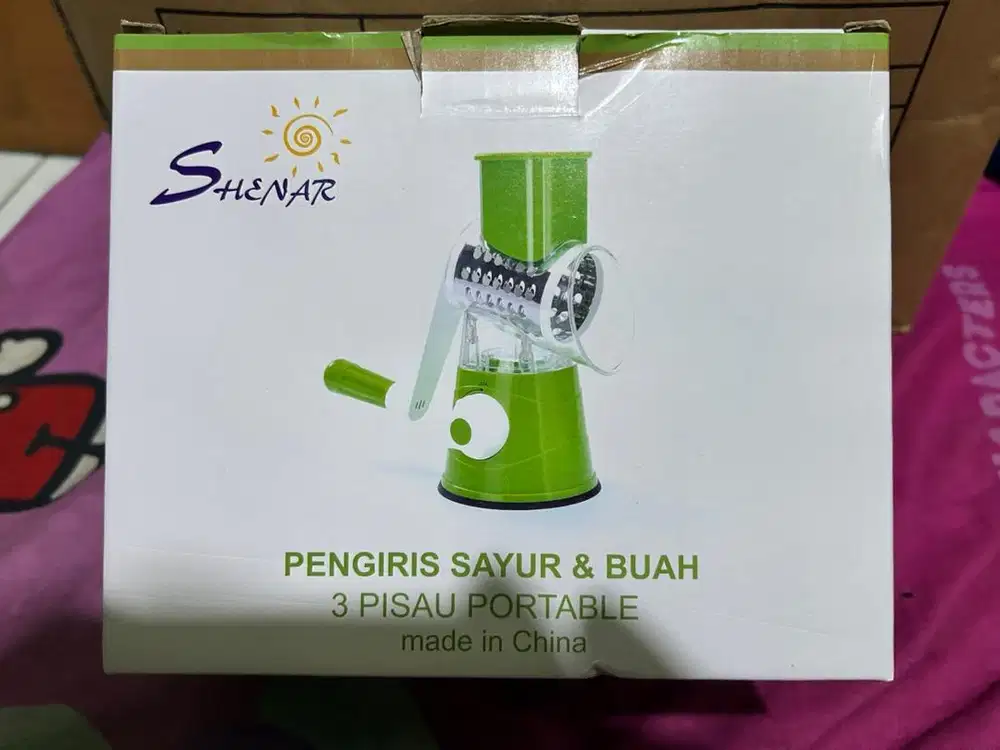 SHENAR
PENGIRIS SAYUR & BUAH
3 PISAU PORTABLE
made in China